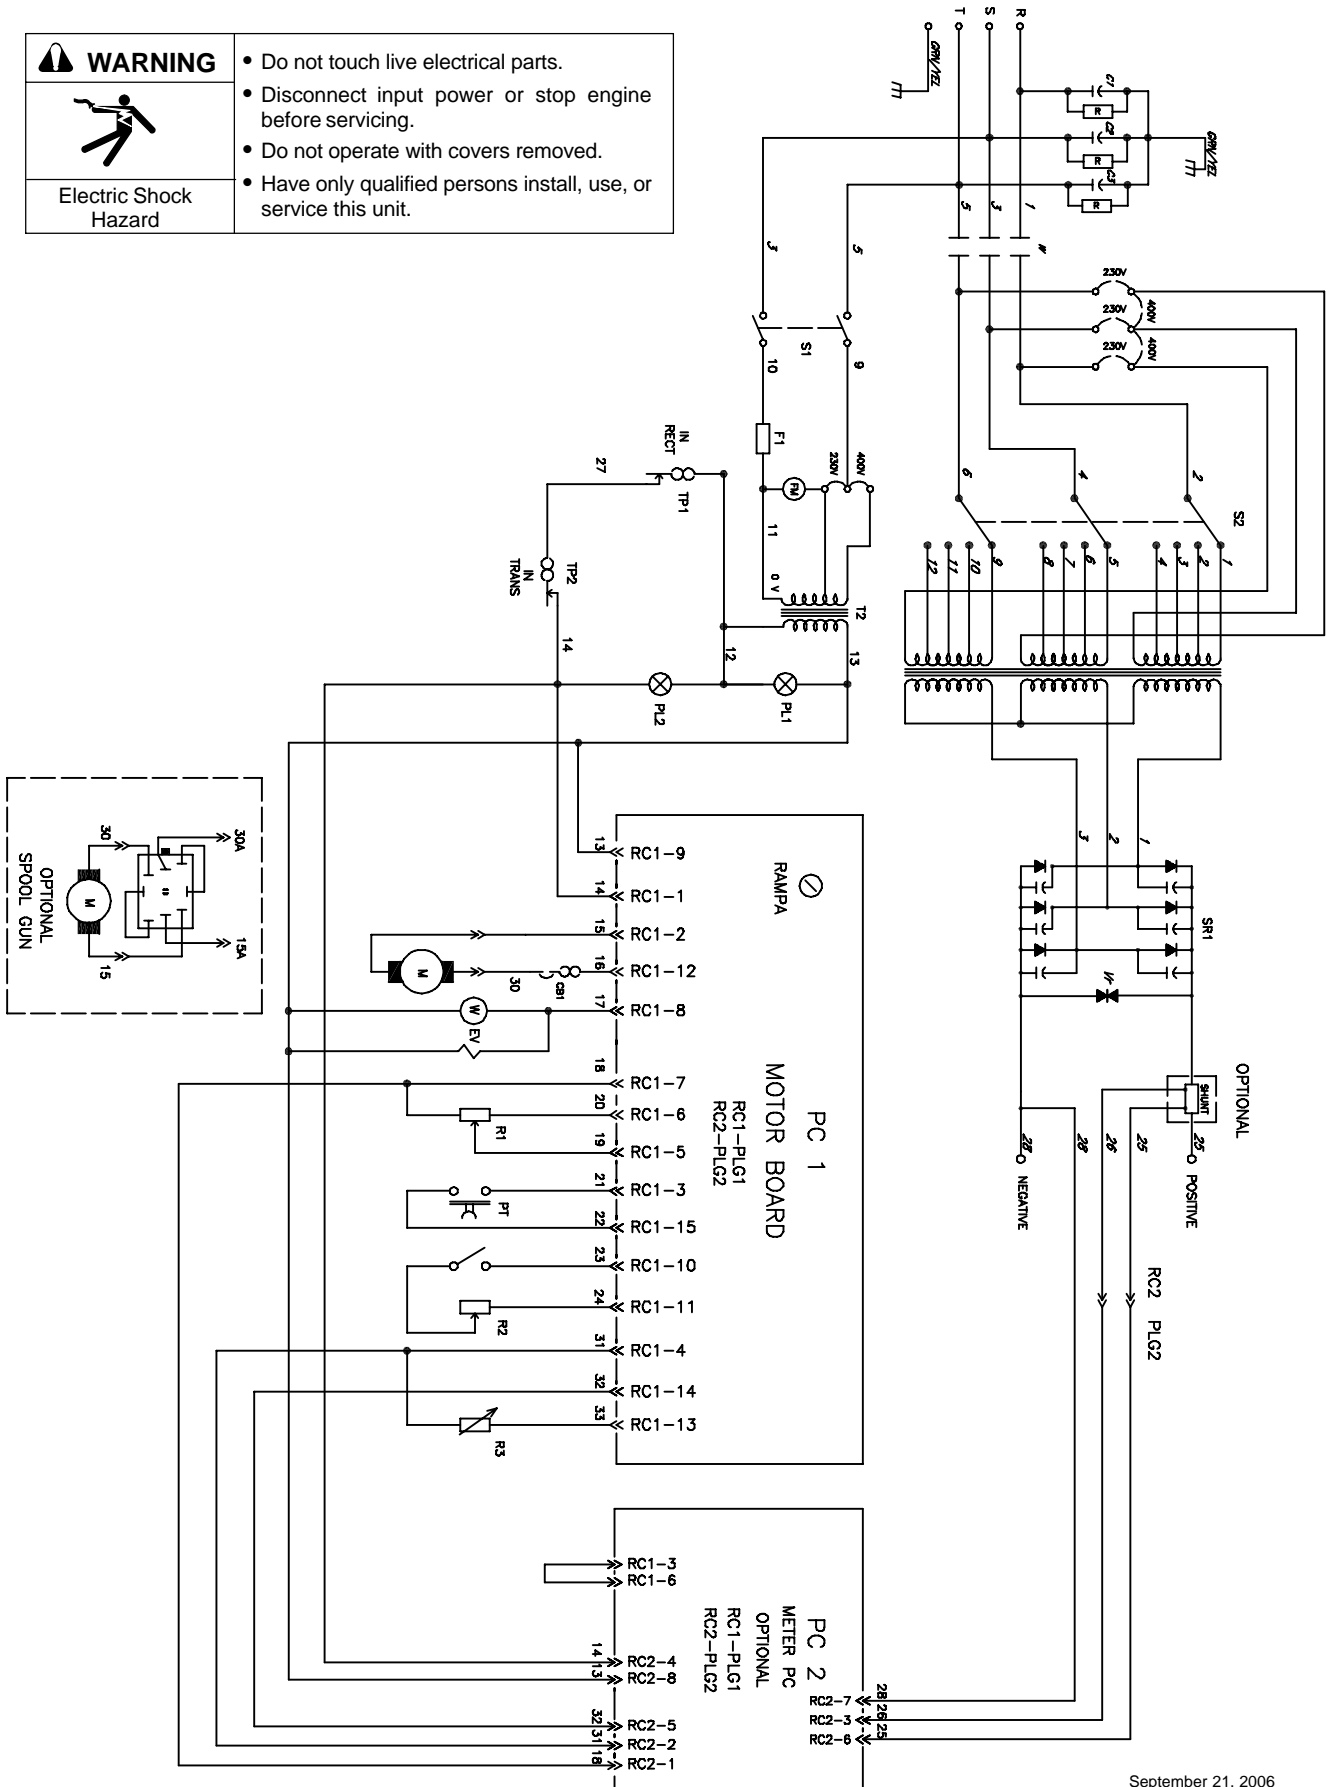 WARNING
Electric Shock
Hazard
• Do not touch live electrical parts.
• Disconnect input power or stop engine
before servicing.
• Do not operate with covers removed.
• Have only qualified persons install, use, or
service this unit.
T
S
R
GRN/YEL
C1
R
C2
R
C3
R
GRN/YEL
5
3
1
W
230V
400V
230V
400V
230V
3
5
S1
10
9
F1
230V
400V
FM
11
0 V
T2
IN
RECT
TP1
27
TP2
IN
TRANS
14
12
13
PL2
PL1
6
4
2
S2
12
11
10
9
8
7
6
5
4
3
2
1
3
2
1
SR1
Vr
OPTIONAL
SHUNT
28
28
26
25
25
NEGATIVE
POSITIVE
RC2
PLG2
30A
30
M
15A
15
OPTIONAL
SPOOL GUN
RAMPA
PC 1
MOTOR BOARD
RC1-PLG1
RC2-PLG2
13 RC1-9
14 RC1-1
15 RC1-2
16 RC1-12
M
30
CB1
17 RC1-8
W
EV
18 RC1-7
20 RC1-6
R1
19 RC1-5
21 RC1-3
PT
22 RC1-15
23 RC1-10
24 RC1-11
R2
31 RC1-4
32 RC1-14
33 RC1-13
R3
RC1-3
RC1-6
PC 2
METER PC
OPTIONAL
RC1-PLG1
RC2-PLG2
14 RC2-4
13 RC2-8
32 RC2-5
31 RC2-2
18 RC2-1
RC2-7 28
RC2-3 26
RC2-6 25
September 21, 2006